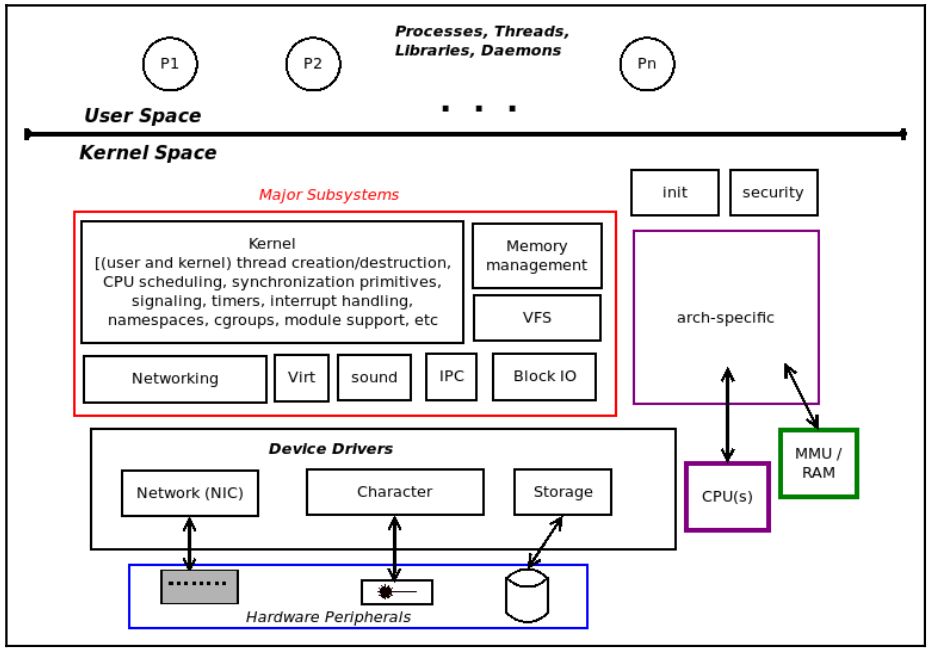 Processes, Threads,
Libraries, Daemons
P1
P2
Pn
. . .
User Space
Kernel Space
init
security
Major Subsystems
Kernel
[(user and kernel) thread creation/destruction,
CPU scheduling, synchronization primitives,
signaling, timers, interrupt handling,
namespaces, cgroups, module support, etc
Memory
management
VFS
arch-specific
Networking
Virt
sound
IPC
Block IO
Device Drivers
Network (NIC)
Character
Storage
CPU(s)
MMU /
RAM
Hardware Peripherals